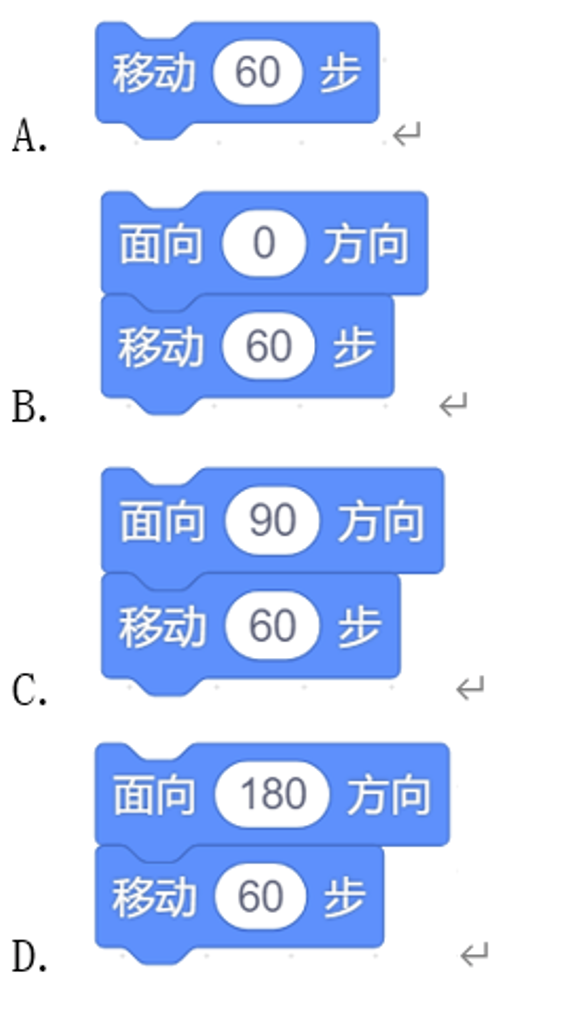 移动 60 步
A. ↵
面向 0 方向
移动 60 步
B. ↵
面向 90 方向
移动 60 步
C. ↵
面向 180 方向
移动 60 步
D. ↵